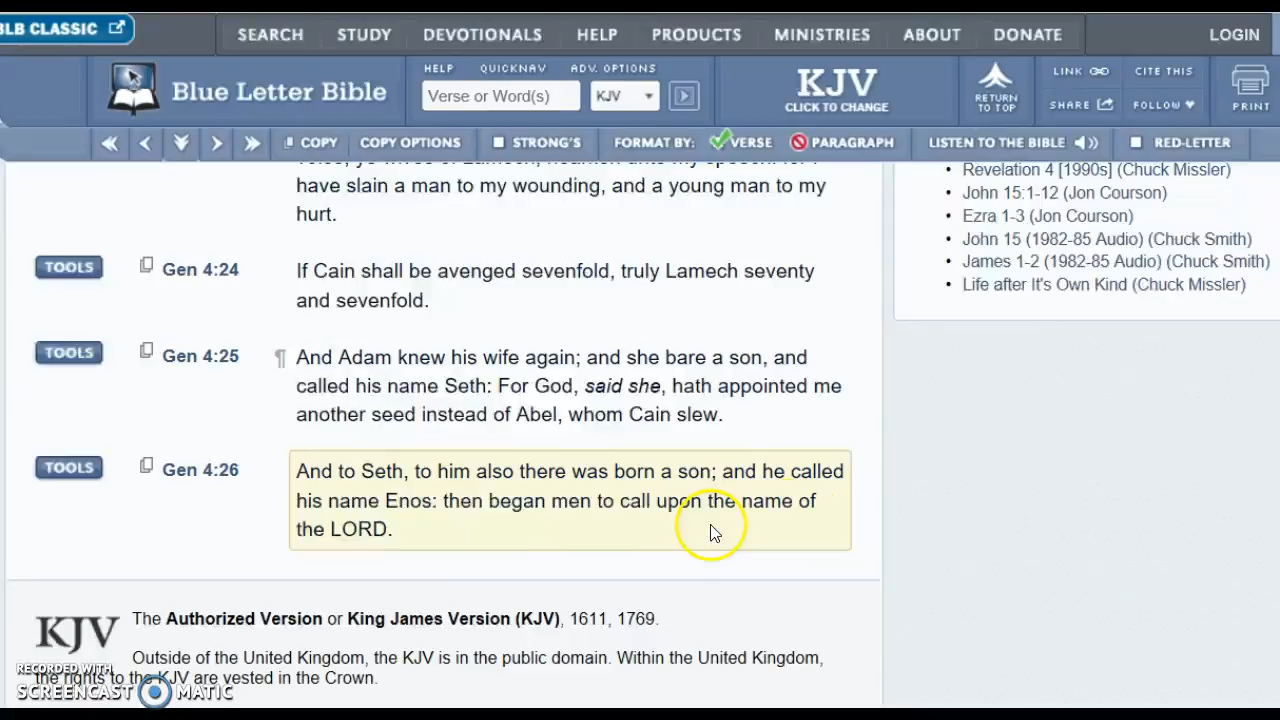 BLB CLASSIC
SEARCH STUDY DEVOTIONALS HELP PRODUCTS MINISTRIES ABOUT DONATE LOGIN
HELP QUICKNAV ADV. OPTIONS
Blue Letter Bible
Verse or Word(s) KJV
KJV
CLICK TO CHANGE
RETURN
TO TOP
LINK CITE THIS
SHARE FOLLOW
PRINT
COPY COPY OPTIONS STRONG'S FORMAT BY: VERSE PARAGRAPH LISTEN TO THE BIBLE RED-LETTER
have slain a man to my wounding, and a young man to my
hurt.
TOOLS Gen 4:24 If Cain shall be avenged sevenfold, truly Lamech seventy
and sevenfold.
TOOLS Gen 4:25 ¶ And Adam knew his wife again; and she bare a son, and
called his name Seth: For God, said she, hath appointed me
another seed instead of Abel, whom Cain slew.
TOOLS Gen 4:26 And to Seth, to him also there was born a son; and he called
his name Enos: then began men to call upon the name of
the LORD.
• Revelation 4 [1990s] (Chuck Missler)
• John 15:1-12 (Jon Courson)
• Ezra 1-3 (Jon Courson)
• John 15 (1982-85 Audio) (Chuck Smith)
• James 1-2 (1982-85 Audio) (Chuck Smith)
• Life after It's Own Kind (Chuck Missler)
KJV
The Authorized Version or King James Version (KJV), 1611, 1769.
Outside of the United Kingdom, the KJV is in the public domain. Within the United Kingdom,
the rights to the KJV are vested in the Crown.
RECORDED WITH
SCREENCAST MATIC